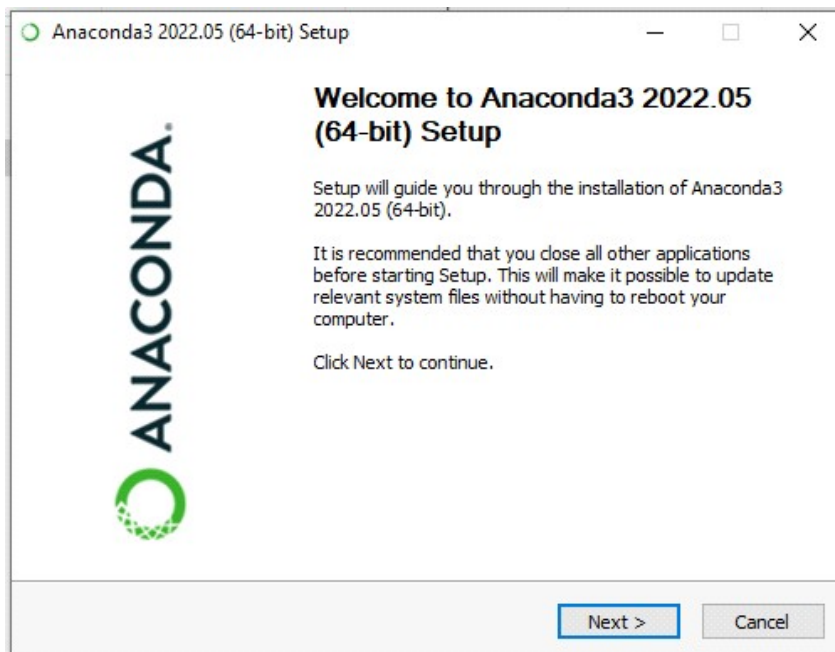 Anaconda3 2022.05 (64-bit) Setup
Welcome to Anaconda3 2022.05
(64-bit) Setup
ANACONDA.
Setup will guide you through the installation of Anaconda3
2022.05 (64-bit).
It is recommended that you close all other applications
before starting Setup. This will make it possible to update
relevant system files without having to reboot your
computer.
Click Next to continue.
Next >
Cancel